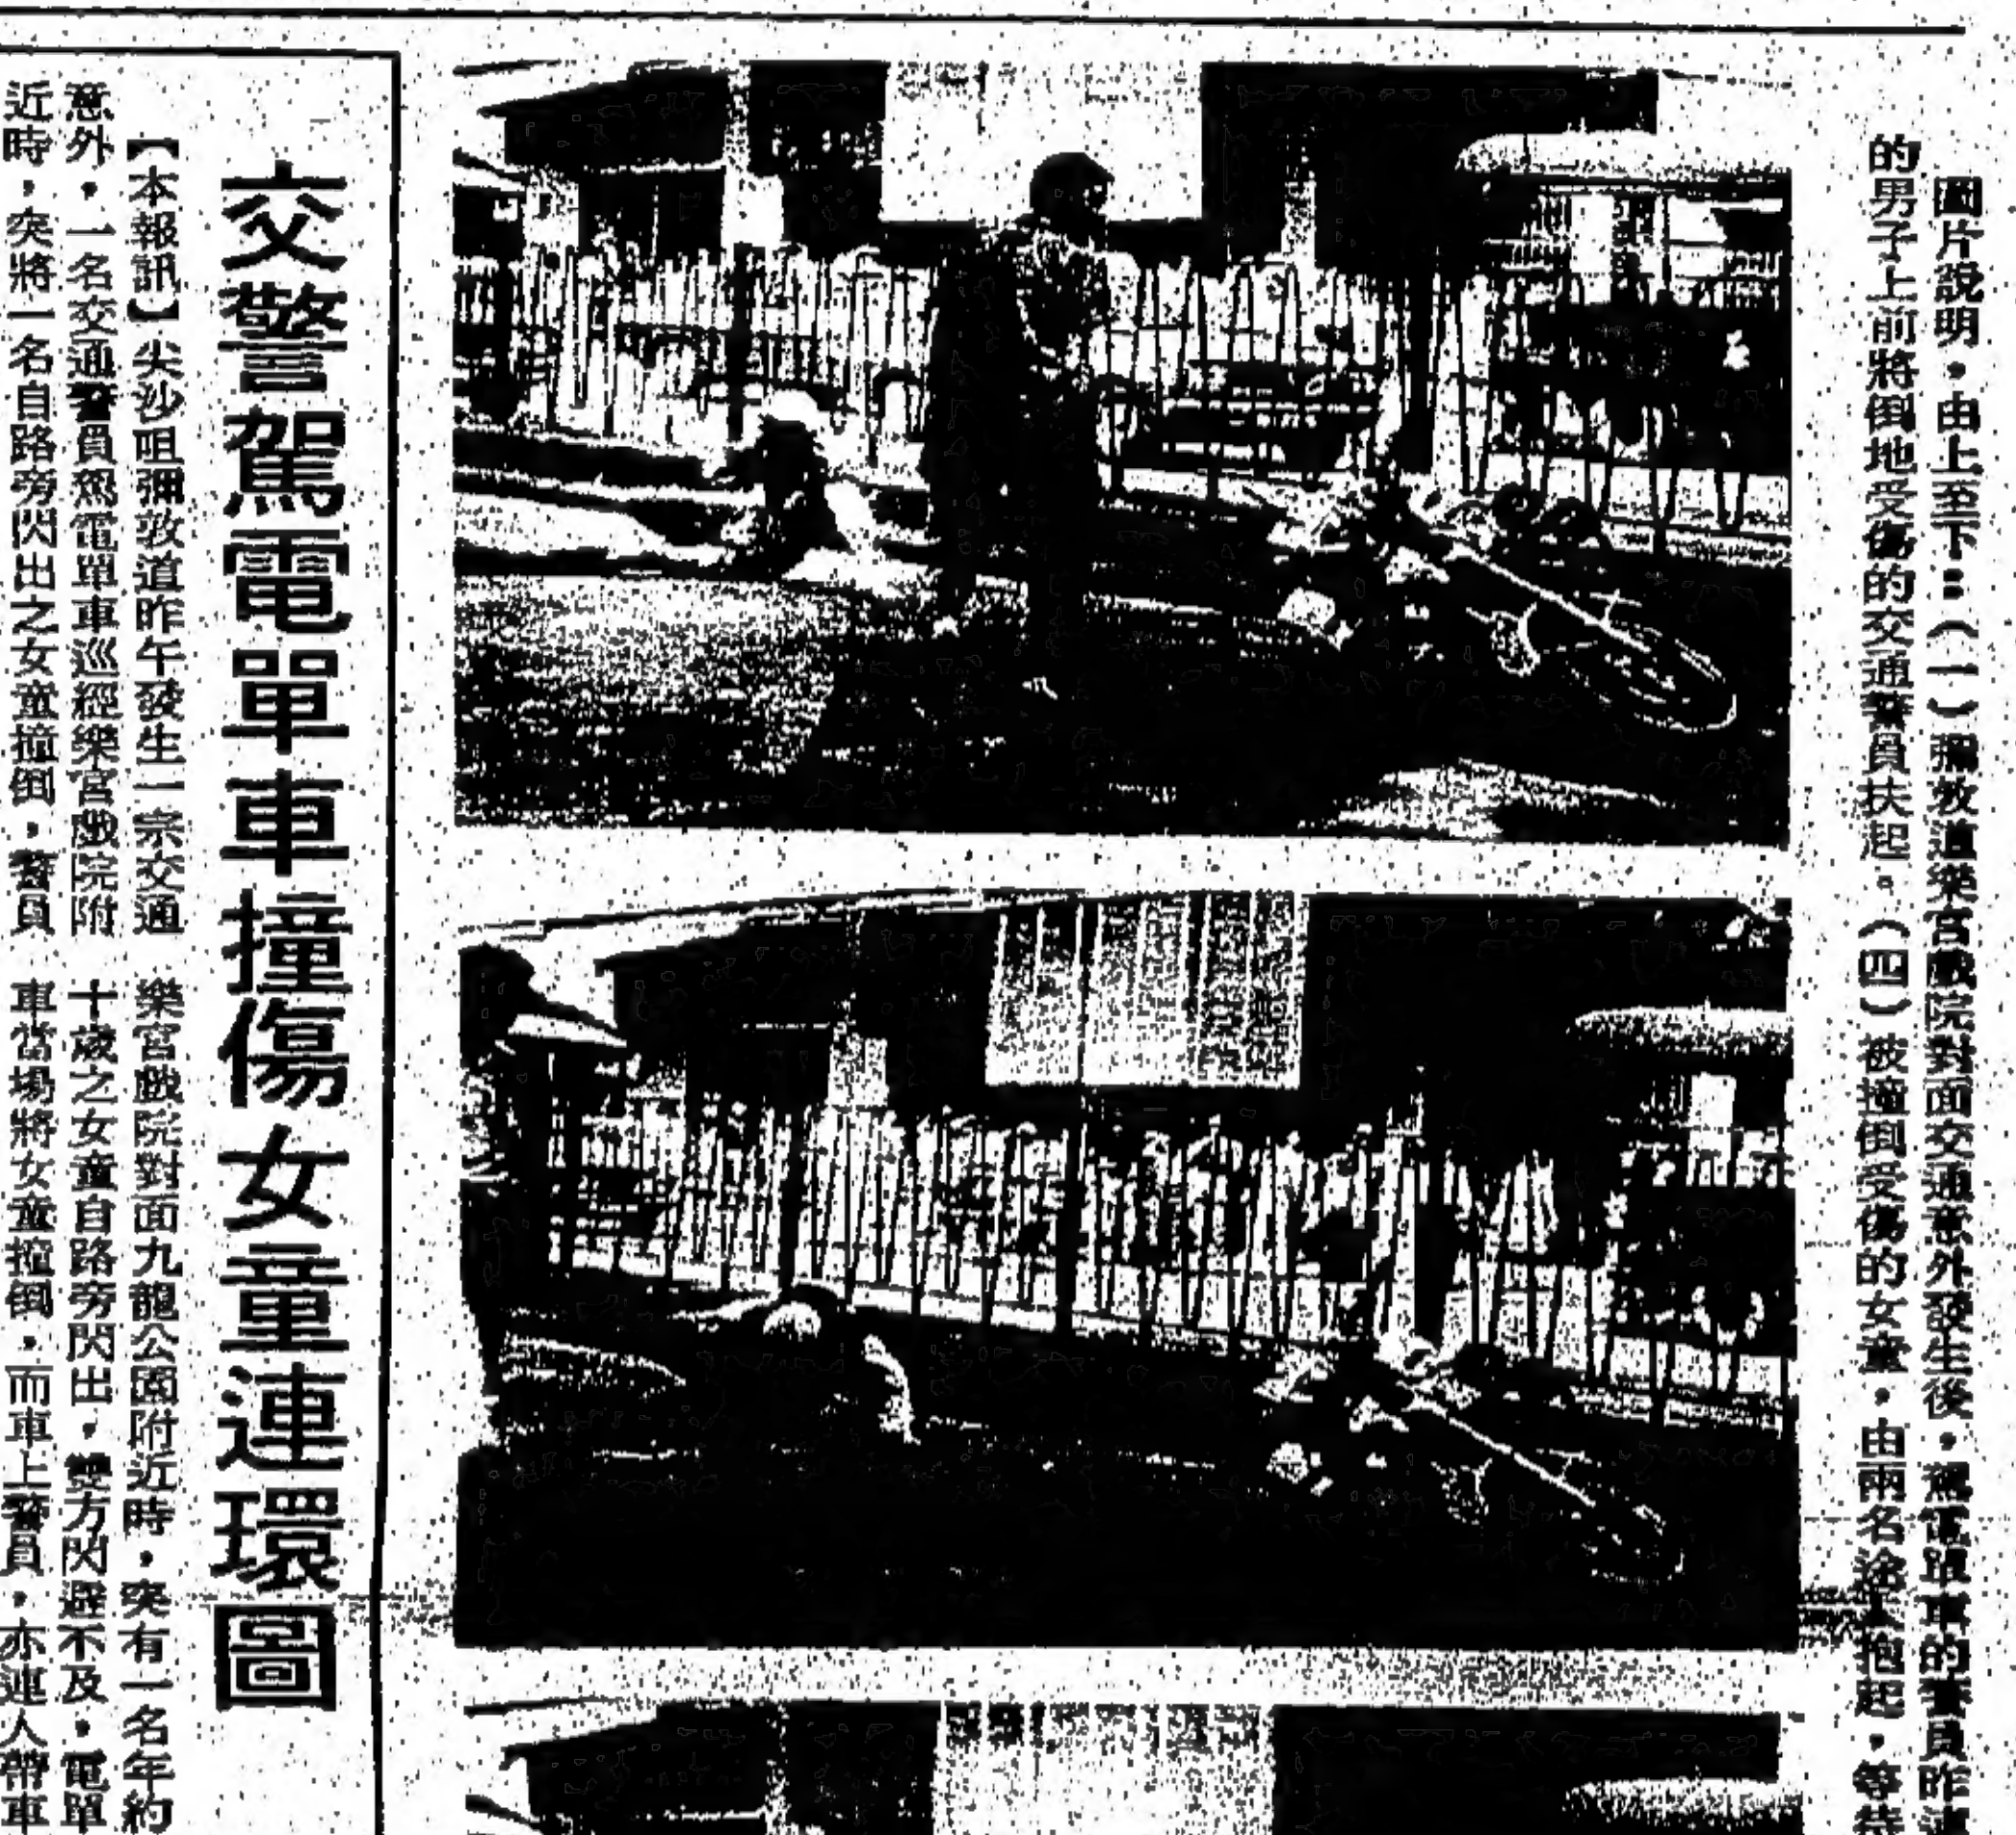 圖片說明，由上至下：（一）彌敦道樂宮戲院對面交通意外發生後，駕電單車的警員昨
的男子上前將倒地受傷的交通警員扶起。（四）被撞倒受傷的女童，由兩名途人抱起，等待
交警駕電單車撞傷女童連環圖
【本報訊】尖沙咀彌敦道昨午發生一宗交通
意外，一名交通警員駕電單車巡經樂宮戲院附
近時，突將一名自路旁閃出之女童撞倒，警員
樂宮戲院對面九龍公園附近時，突有一名年約
十歲之女童自路旁閃出，雙方閃避不及，電單
車當場將女童撞倒，而車上警員，亦連人帶車